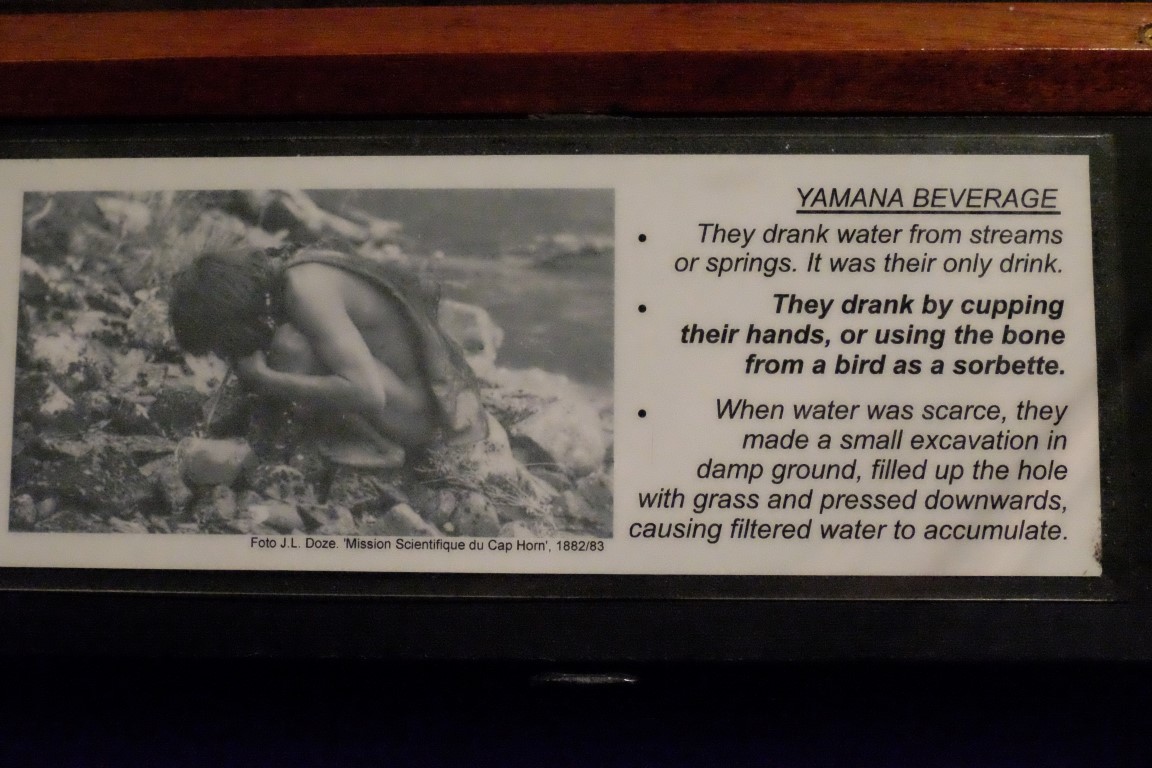 YAMANA BEVERAGE
• They drank water from streams
or springs. It was their only drink.
• They drank by cupping
their hands, or using the bone
from a bird as a sorbette.
• When water was scarce, they
made a small excavation in
damp ground, filled up the hole
with grass and pressed downwards,
causing filtered water to accumulate.
Foto J.L. Doze. 'Mission Scientifique du Cap Horn', 1882/83